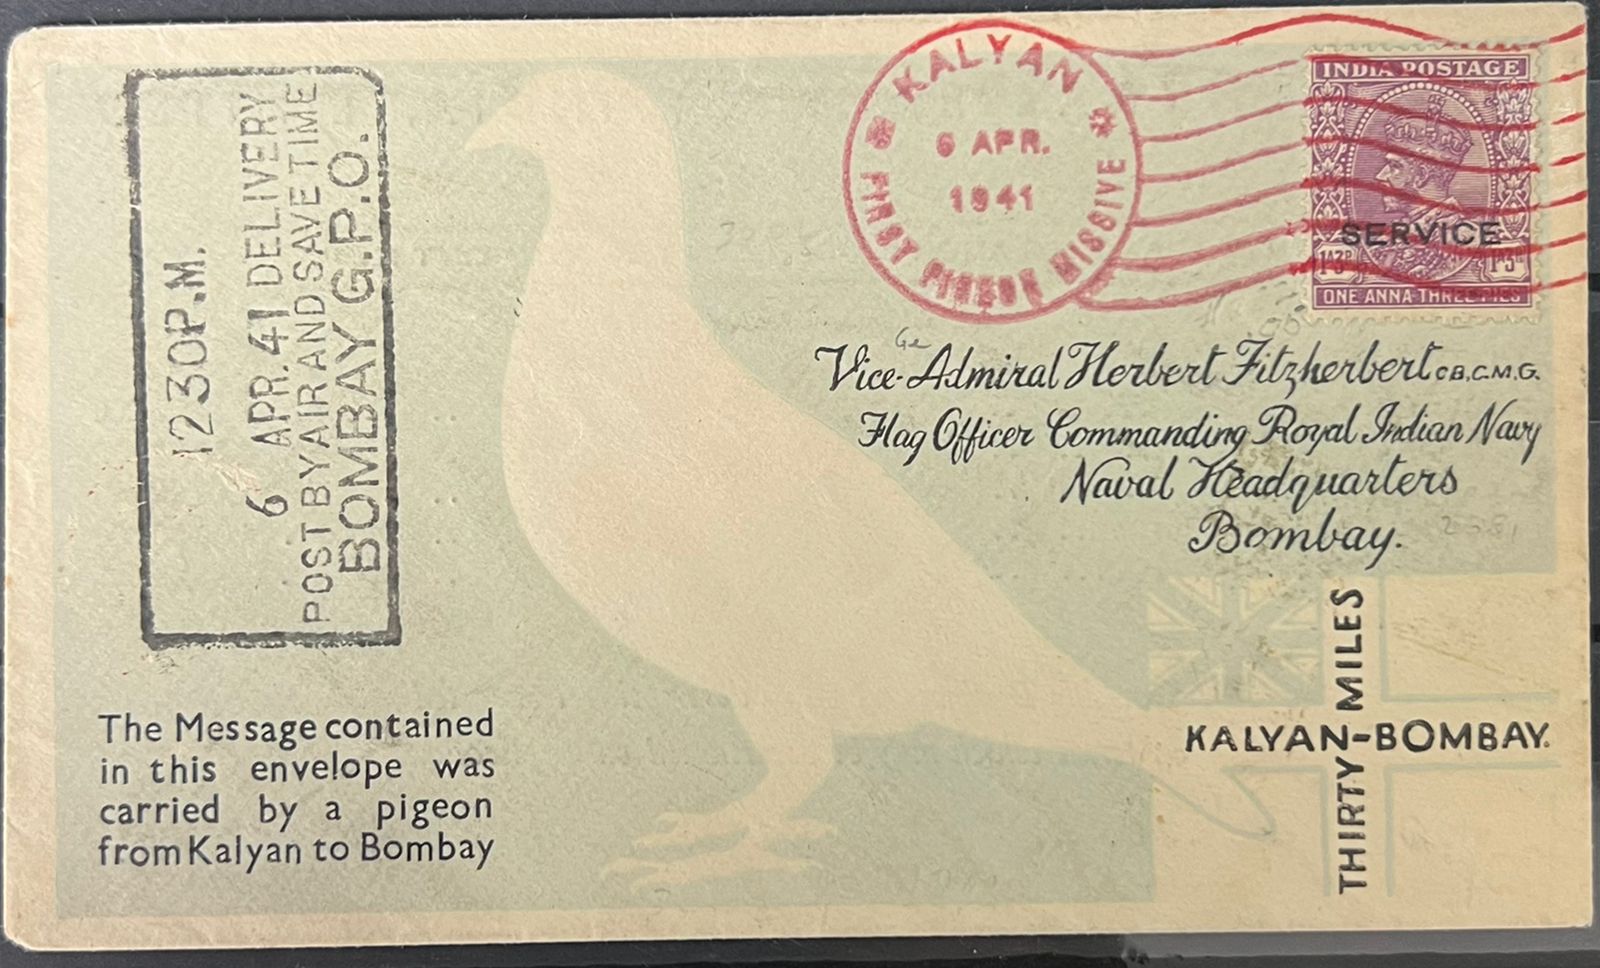 KALYAN
6 APR.
1941
FIRST PIGEON MISSIVE
INDIA POSTAGE
SERVICE
1A3P 1A3P
ONE ANNA THREE PIES
12 30 P.M.
6 APR. 41 DELIVERY
POST BY AIR AND SAVE TIME
BOMBAY G.P.O.
Vice-Admiral Herbert Fitzherbert C.B., C.M.G.
Flag Officer Commanding Royal Indian Navy
Naval Headquarters
Bombay.
THIRTY MILES
KALYAN-BOMBAY.
The Message contained
in this envelope was
carried by a pigeon
from Kalyan to Bombay